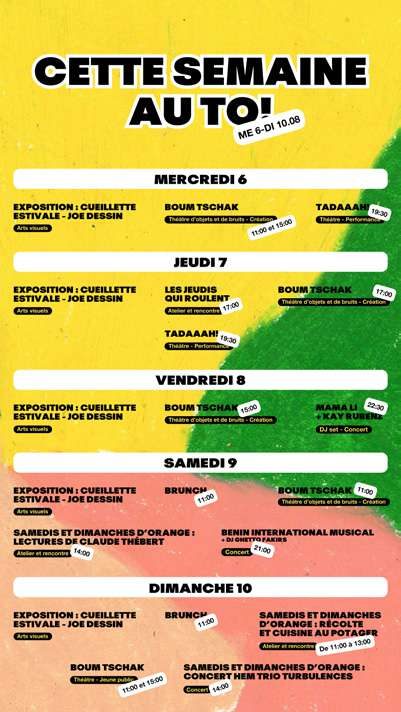 CETTE SEMAINE
AU TO!
ME 6-DI 10.08
MERCREDI 6
EXPOSITION : CUEILLETTE
ESTIVALE - JOE DESSIN
Arts visuels
BOUM TSCHAK
Théâtre d'objets et de bruits - Création
11:00 et 15:00
TADAAAH!
19:30
Théâtre - Performance
JEUDI 7
EXPOSITION : CUEILLETTE
ESTIVALE - JOE DESSIN
Arts visuels
LES JEUDIS
QUI ROULENT
17:00
Atelier et rencontre
BOUM TSCHAK
17:00
Théâtre d'objets et de bruits - Création
TADAAAH!
19:30
Théâtre - Performance
VENDREDI 8
EXPOSITION : CUEILLETTE
ESTIVALE - JOE DESSIN
Arts visuels
BOUM TSCHAK
15:00
Théâtre d'objets et de bruits - Création
MAMA LI
+ KAY RUBENZ
22:30
DJ set - Concert
SAMEDI 9
EXPOSITION : CUEILLETTE
ESTIVALE - JOE DESSIN
Arts visuels
BRUNCH
11:00
BOUM TSCHAK
11:00
Théâtre d'objets et de bruits - Création
SAMEDIS ET DIMANCHES D'ORANGE :
LECTURES DE CLAUDE THÉBERT
Atelier et rencontre
14:00
BENIN INTERNATIONAL MUSICAL
+ DJ GHETTO FAKIRS
Concert
21:00
DIMANCHE 10
EXPOSITION : CUEILLETTE
ESTIVALE - JOE DESSIN
Arts visuels
BRUNCH
11:00
SAMEDIS ET DIMANCHES
D'ORANGE : RÉCOLTE
ET CUISINE AU POTAGER
Atelier et rencontre
De 11:00 à 13:00
BOUM TSCHAK
Théâtre - Jeune public
11:00 et 15:00
SAMEDIS ET DIMANCHES D'ORANGE :
CONCERT HEM TRIO TURBULENCES
Concert
14:00